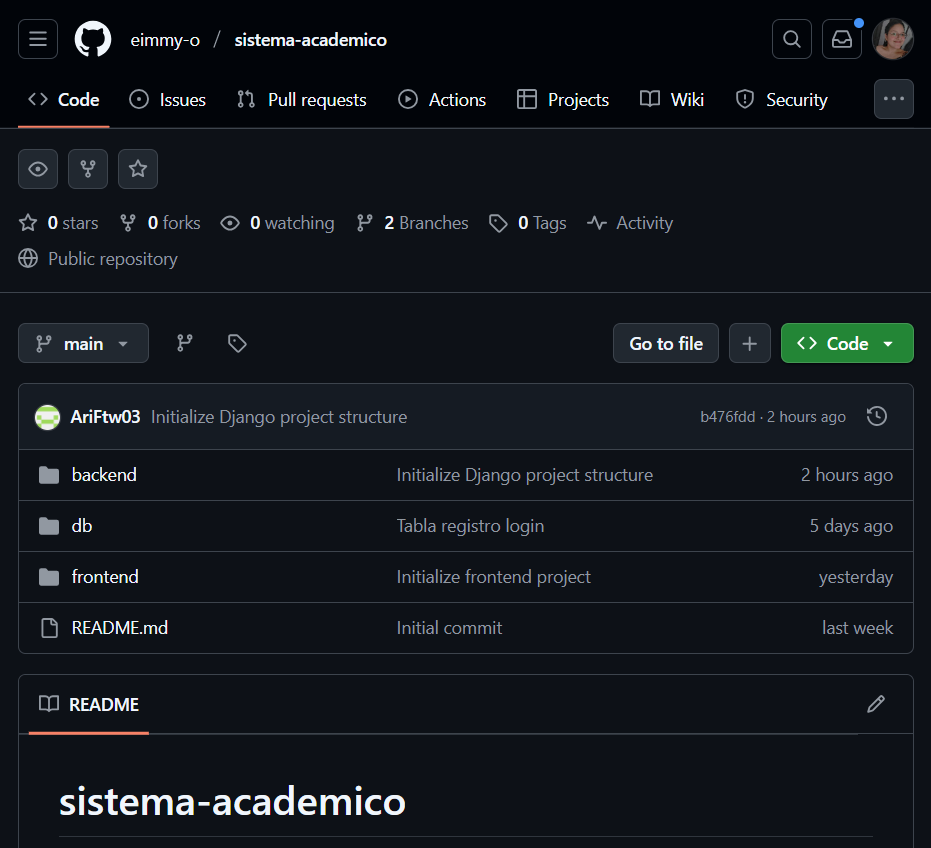 eimmy-o / sistema-academico
Code Issues Pull requests Actions Projects Wiki Security
0 stars 0 forks 0 watching 2 Branches 0 Tags Activity
Public repository
main Go to file Code
AriFtw03 Initialize Django project structure b476fdd · 2 hours ago
backend Initialize Django project structure 2 hours ago
db Tabla registro login 5 days ago
frontend Initialize frontend project yesterday
README.md Initial commit last week
README
sistema-academico